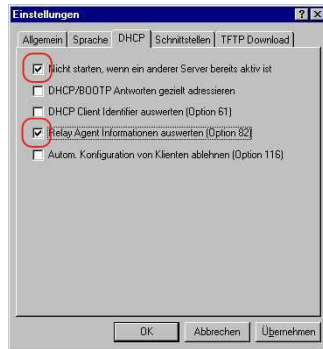 Einstellungen
Allgemein Sprache DHCP Schnittstellen TFTP Download
Nicht starten, wenn ein anderer Server bereits aktiv ist
DHCP/BOOTP Antworten gezielt adressieren
DHCP Client Identifier auswerten (Option 61)
Relay Agent Informationen auswerten (Option 82)
Autom. Konfiguration von Klienten ablehnen (Option 116)
OK Abbrechen Übernehmen